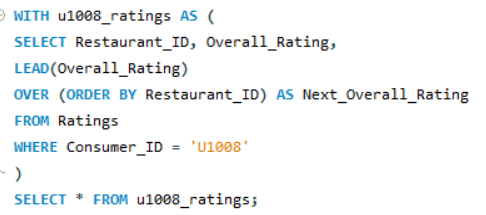 WITH u1008_ratings AS (
SELECT Restaurant_ID, Overall_Rating,
LEAD(Overall_Rating)
OVER (ORDER BY Restaurant_ID) AS Next_Overall_Rating
FROM Ratings
WHERE Consumer_ID = 'U1008'
)
SELECT * FROM u1008_ratings;